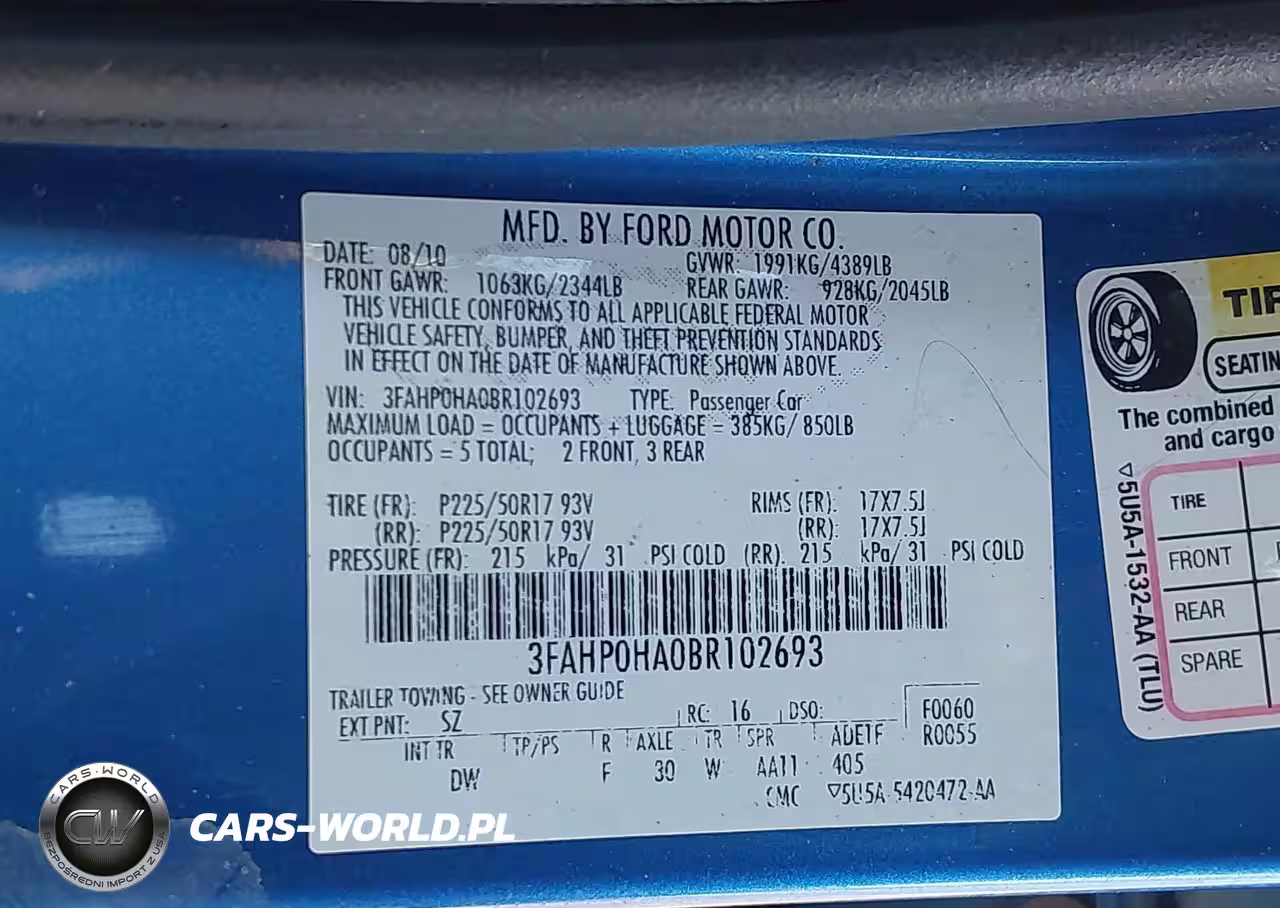 MFD. BY FORD MOTOR CO.
DATE: 08/10 GVWR: 1991KG/4389LB
FRONT GAWR: 1063KG/2344LB REAR GAWR: 928KG/2045LB
THIS VEHICLE CONFORMS TO ALL APPLICABLE FEDERAL MOTOR
VEHICLE SAFETY, BUMPER, AND THEFT PREVENTION STANDARDS
IN EFFECT ON THE DATE OF MANUFACTURE SHOWN ABOVE.
VIN: 3FAHP0HA0BR102693 TYPE: Passenger Car
MAXIMUM LOAD = OCCUPANTS + LUGGAGE = 385KG/ 850LB
OCCUPANTS = 5 TOTAL; 2 FRONT, 3 REAR
TIRE (FR): P225/50R17 93V RIMS (FR): 17X7.5J
(RR): P225/50R17 93V (RR): 17X7.5J
PRESSURE (FR): 215 kPa/ 31 PSI COLD (RR): 215 kPa/ 31 PSI COLD
3FAHP0HA0BR102693
TRAILER TOWING - SEE OWNER GUIDE
EXT PNT: SZ RC: 16 DSO: F0060
INT TR TP/PS R AXLE TR SPR ADETF R0055
DW F 30 W AA11 405
CMC ▽5U5A-5420472-AA
SEATIN
The combined
and cargo
TIRE
FRONT
REAR
SPARE
▽5U5A-1532-AA (TLU)
CARS-WORLD
CW
BEZPOŚREDNI IMPORT Z USA
CARS-WORLD.PL